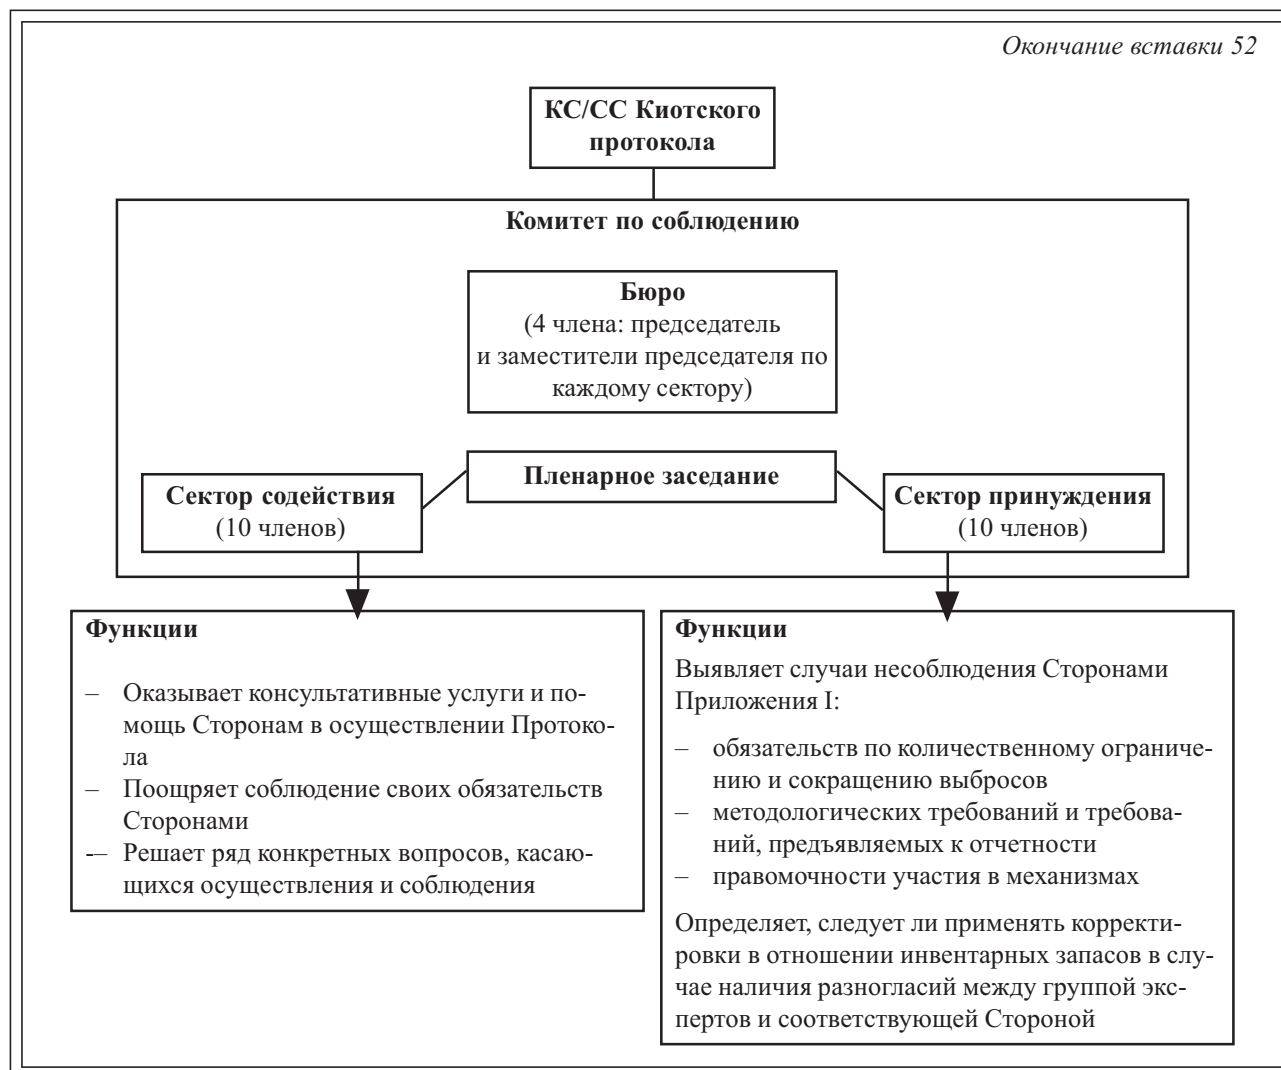 Окончание вставки 52
КС/СС Киотского
протокола
Комитет по соблюдению
Бюро
(4 члена: председатель
и заместители председателя по
каждому сектору)
Пленарное заседание
Сектор содействия
(10 членов)
Сектор принуждения
(10 членов)
Функции
– Оказывает консультативные услуги и по-
мощь Сторонам в осуществлении Протоко-
ла
– Поощряет соблюдение своих обязательств
Сторонами
-– Решает ряд конкретных вопросов, касаю-
щихся осуществления и соблюдения
Функции
Выявляет случаи несоблюдения Сторонами
Приложения I:
– обязательств по количественному ограниче-
нию и сокращению выбросов
– методологических требований и требова-
ний, предъявляемых к отчетности
– правомочности участия в механизмах
Определяет, следует ли применять корректи-
ровки в отношении инвентарных запасов в слу-
чае наличия разногласий между группой экс-
пертов и соответствующей Стороной